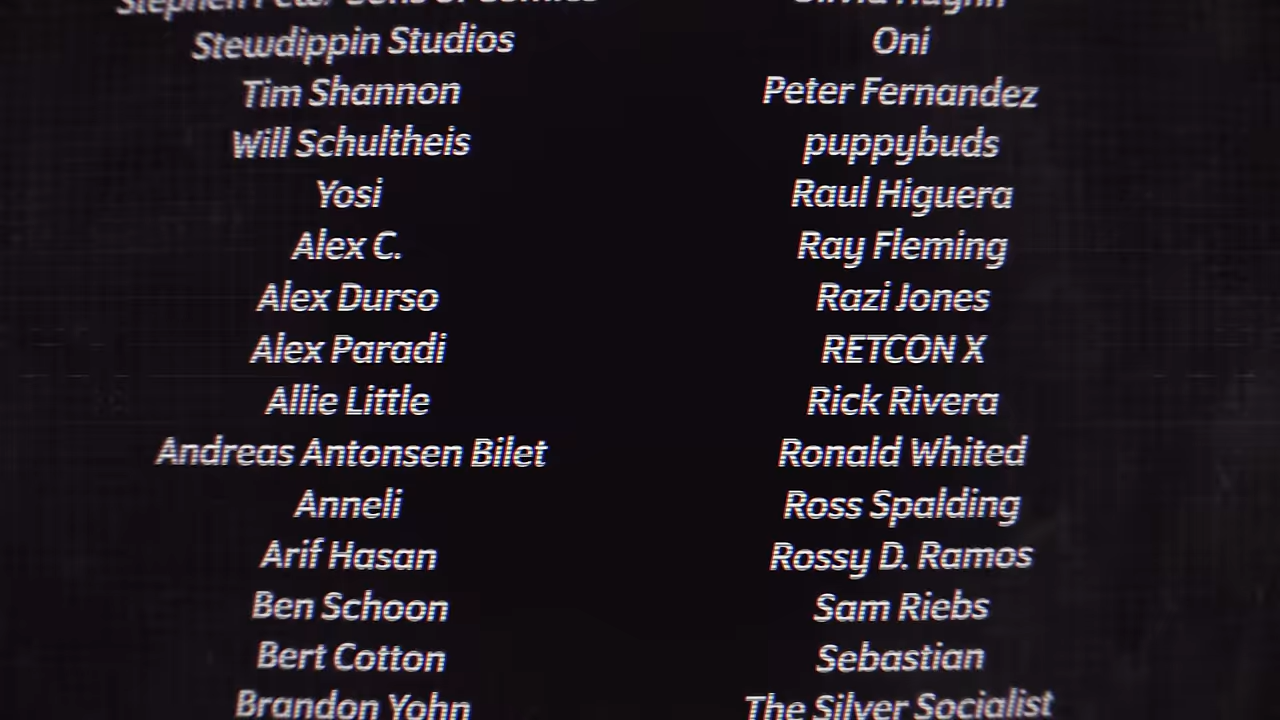 Stewdippin Studios
Tim Shannon
Will Schultheis
Yosi
Alex C.
Alex Durso
Alex Paradi
Allie Little
Andreas Antonsen Bilet
Anneli
Arif Hasan
Ben Schoon
Bert Cotton
Brandon Yohn
Oni
Peter Fernandez
puppybuds
Raul Higuera
Ray Fleming
Razi Jones
RETCON X
Rick Rivera
Ronald Whited
Ross Spalding
Rossy D. Ramos
Sam Riebs
Sebastian
The Silver Socialist